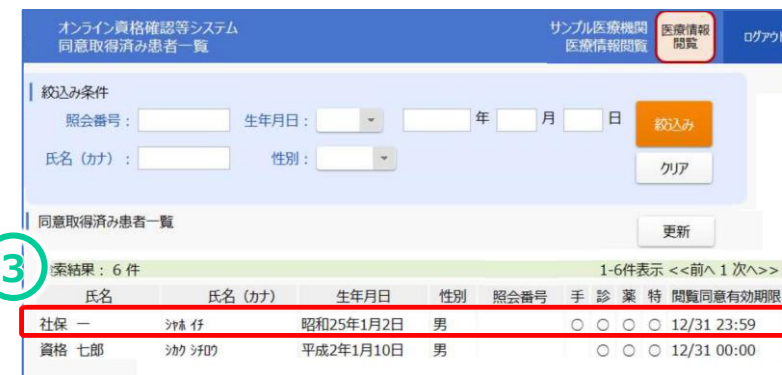 オンライン資格確認等システム
同意取得済み患者一覧
サンプル医療機関
医療情報閲覧
医療情報
閲覧
ログアウト
絞込み条件
照会番号： 生年月日： 年 月 日 絞込み
氏名（カナ）： 性別： クリア
同意取得済み患者一覧 更新
③
索結果：6 件 1-6件表示 <<前へ 1 次へ>>
氏名 氏名（カナ） 生年月日 性別 照会番号 手 診 薬 特 閲覧同意有効期限
社保 一 ｼｬﾎ ｲﾁ 昭和25年1月2日 男 ○ ○ ○ ○ 12/31 23:59
資格 七郎 ｼｶｸ ｼﾁﾛｳ 平成2年1月10日 男 ○ ○ ○ 12/31 00:00